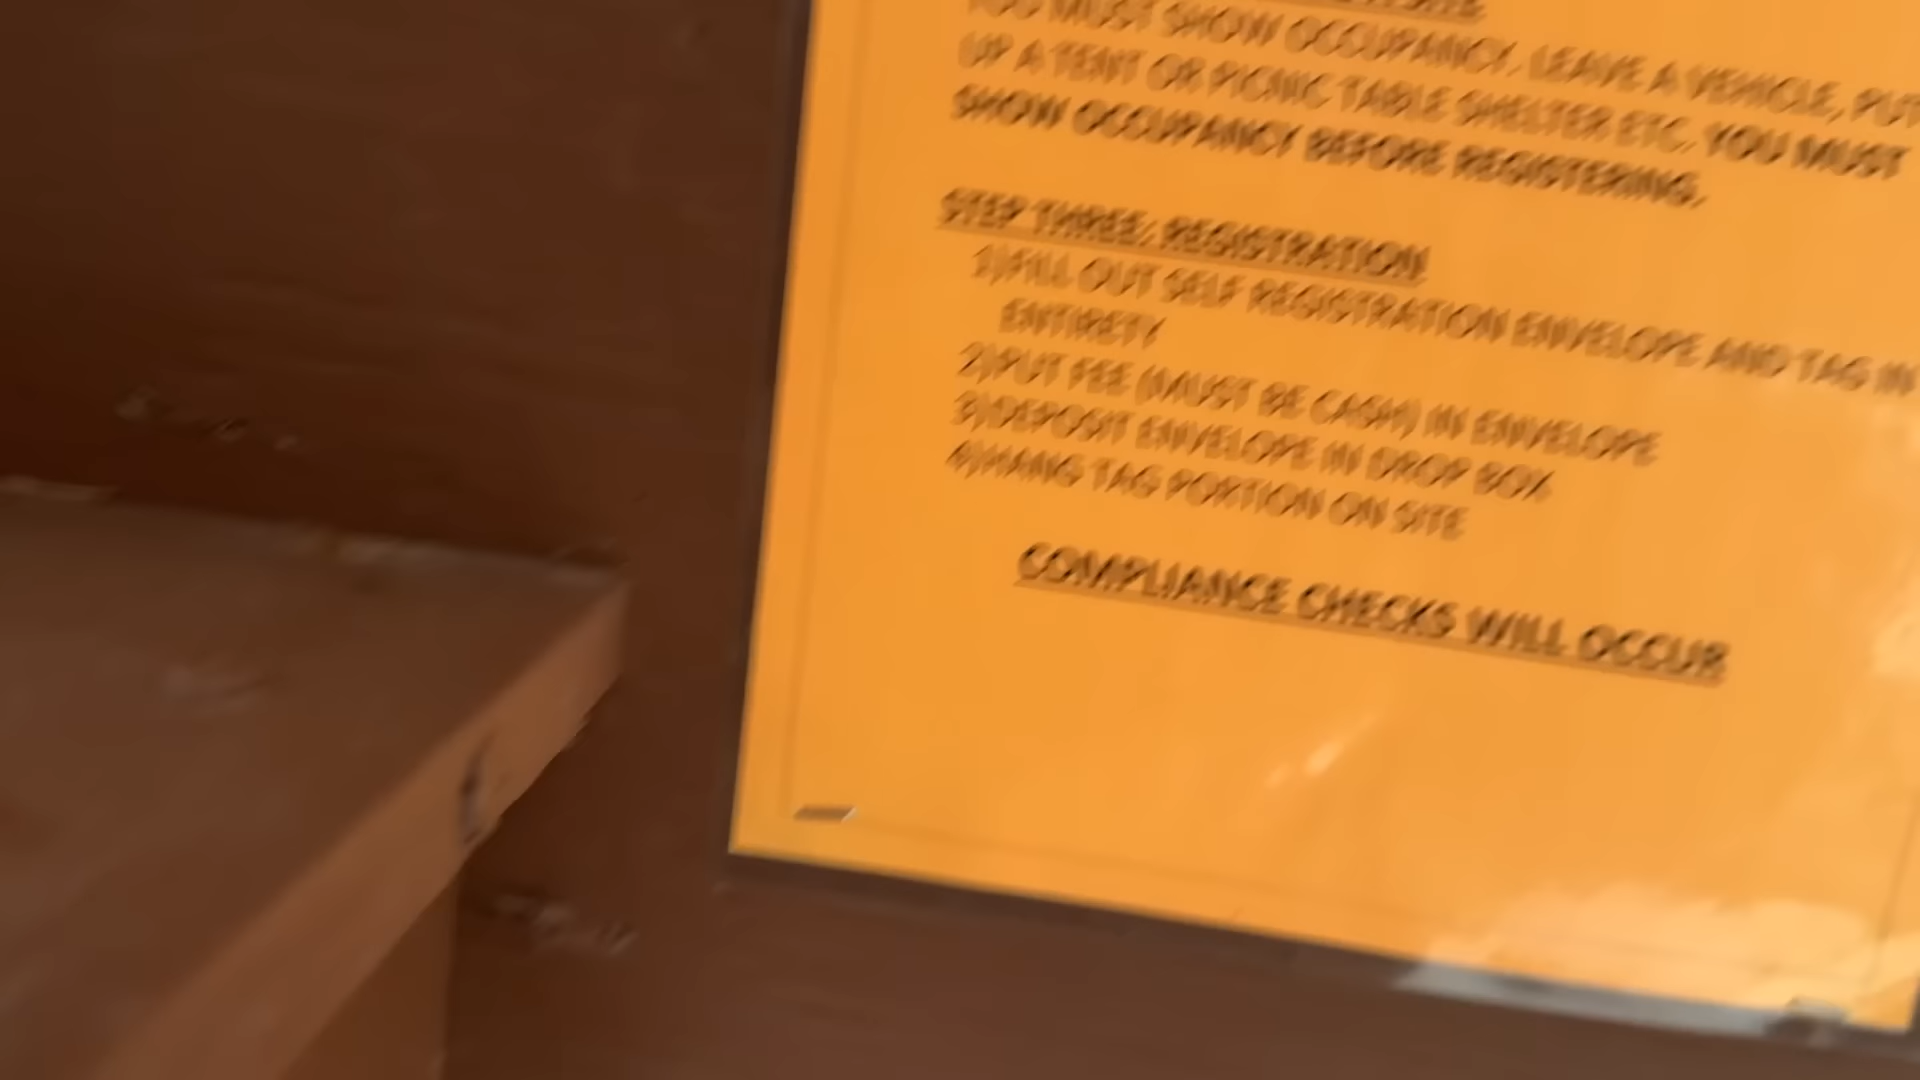 YOU MUST SHOW OCCUPANCY. LEAVE A VEHICLE, PUT
UP A TENT OR PICNIC TABLE SHELTER ETC. YOU MUST
SHOW OCCUPANCY BEFORE REGISTERING.
STEP THREE: REGISTRATION
1)FILL OUT SELF REGISTRATION ENVELOPE AND TAG IN
ENTIRETY
2)PUT FEE (MUST BE CASH) IN ENVELOPE
3)DEPOSIT ENVELOPE IN DROP BOX
4)HANG TAG PORTION ON SITE
COMPLIANCE CHECKS WILL OCCUR